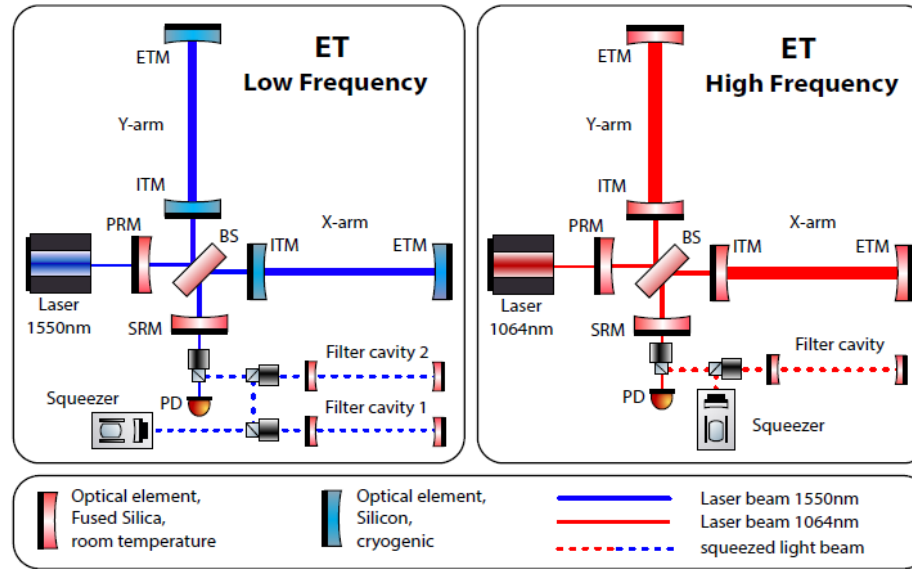 ETM
ET
Low Frequency
Y-arm
ITM
PRM
BS
X-arm
ITM
ETM
Laser
1550nm
SRM
Filter cavity 2
PD
Squeezer
Filter cavity 1
ETM
ET
High Frequency
Y-arm
ITM
PRM
BS
X-arm
ITM
ETM
Laser
1064nm
SRM
Filter cavity
PD
Squeezer
Optical element,
Fused Silica,
room temperature
Optical element,
Silicon,
cryogenic
Laser beam 1550nm
Laser beam 1064nm
squeezed light beam